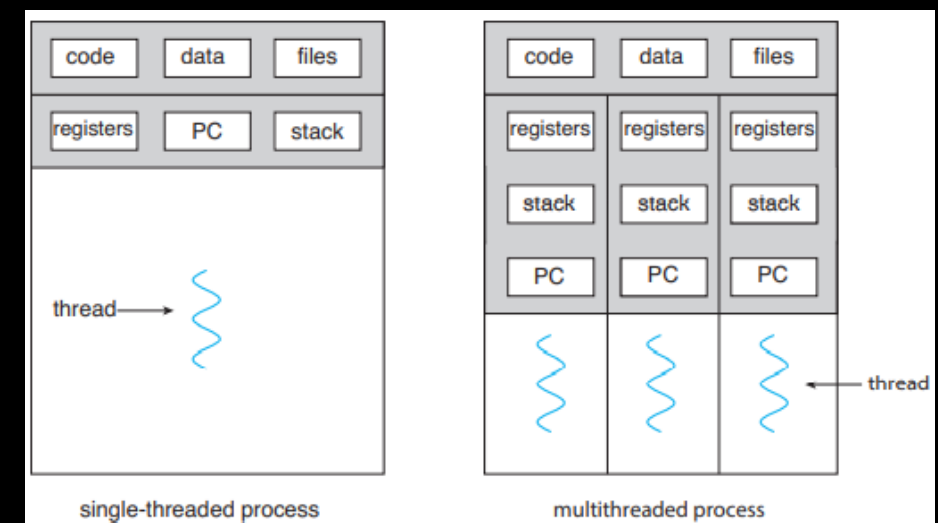 code data files
registers PC stack
thread
single-threaded process
code data files
registers registers registers
stack stack stack
PC PC PC
thread
multithreaded process